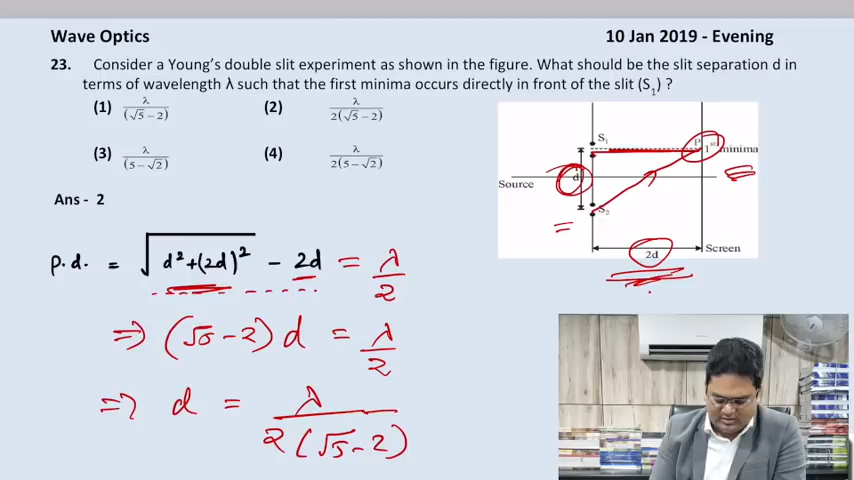 Wave Optics 10 Jan 2019 - Evening
23. Consider a Young's double slit experiment as shown in the figure. What should be the slit separation d in
terms of wavelength λ such that the first minima occurs directly in front of the slit (S₁) ?
(1) λ/(√5−2) (2) λ/2(√5−2)
(3) λ/(5−√2) (4) λ/2(5−√2)
Ans - 2
S₁
P
1st minima
d
Source
S₂
2d
Screen
p.d. = √d²+(2d)² − 2d = λ/2
⇒ (√5−2) d = λ/2
⇒ d = λ/2(√5−2)